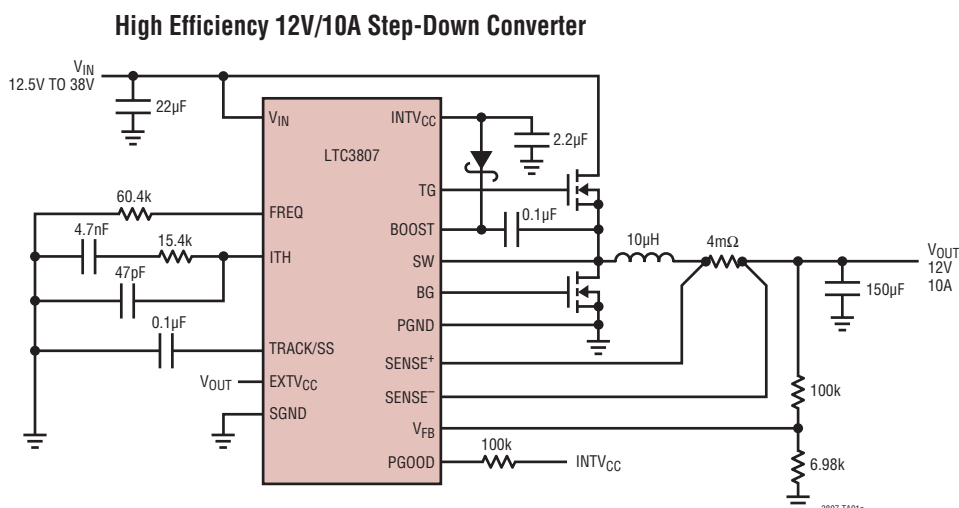 High Efficiency 12V/10A Step-Down Converter
VIN
12.5V TO 38V
22µF
VIN
INTVCC
2.2µF
LTC3807
TG
60.4k
FREQ
BOOST
0.1µF
4.7nF
15.4k
ITH
SW
10µH
4mΩ
VOUT
12V
10A
47pF
BG
150µF
PGND
0.1µF
TRACK/SS
SENSE+
VOUT
EXTVCC
SENSE–
100k
SGND
VFB
100k
PGOOD
INTVCC
6.98k
3807 TA01a